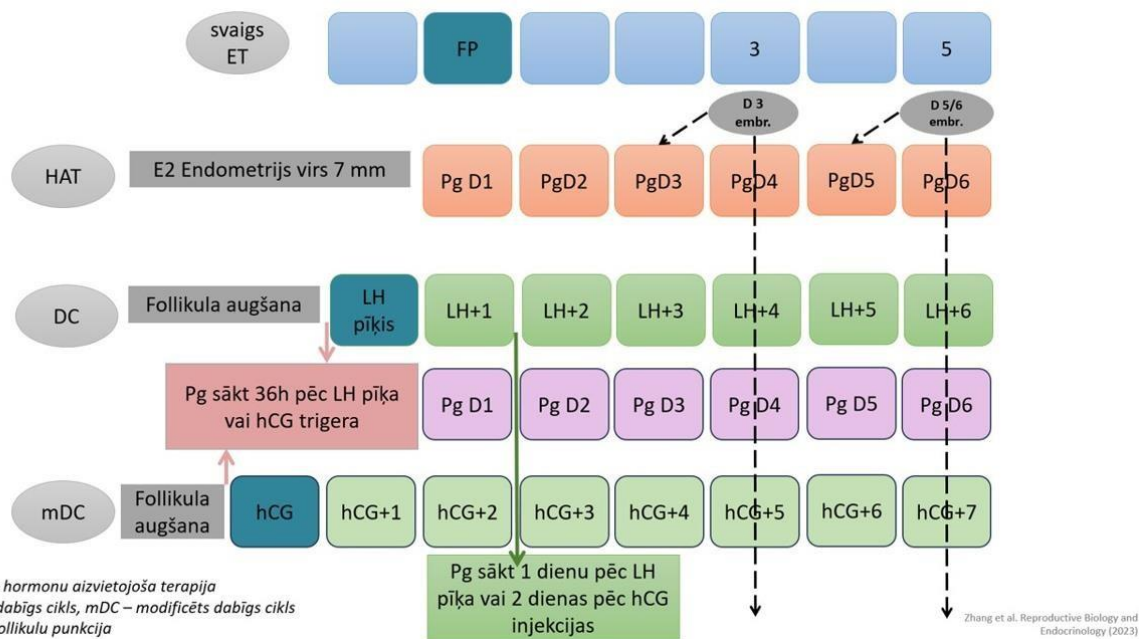 svaigs
ET
FP
3
5
D 3
embr.
D 5/6
embr.
HAT
E2 Endometrijs virs 7 mm
Pg D1
PgD2
PgD3
PgD4
PgD5
PgD6
DC
Follikula augšana
LH
pīķis
LH+1
LH+2
LH+3
LH+4
LH+5
LH+6
Pg sākt 36h pēc LH pīķa
vai hCG trigera
Pg D1
Pg D2
Pg D3
Pg D4
Pg D5
Pg D6
mDC
Follikula
augšana
hCG
hCG+1
hCG+2
hCG+3
hCG+4
hCG+5
hCG+6
hCG+7
Pg sākt 1 dienu pēc LH
pīķa vai 2 dienas pēc hCG
injekcijas
hormonu aizvietojoša terapija
dabīgs cikls, mDC – modificēts dabīgs cikls
ollikulu punkcija
Zhang et al. Reproductive Biology and
Endocrinology (2023)